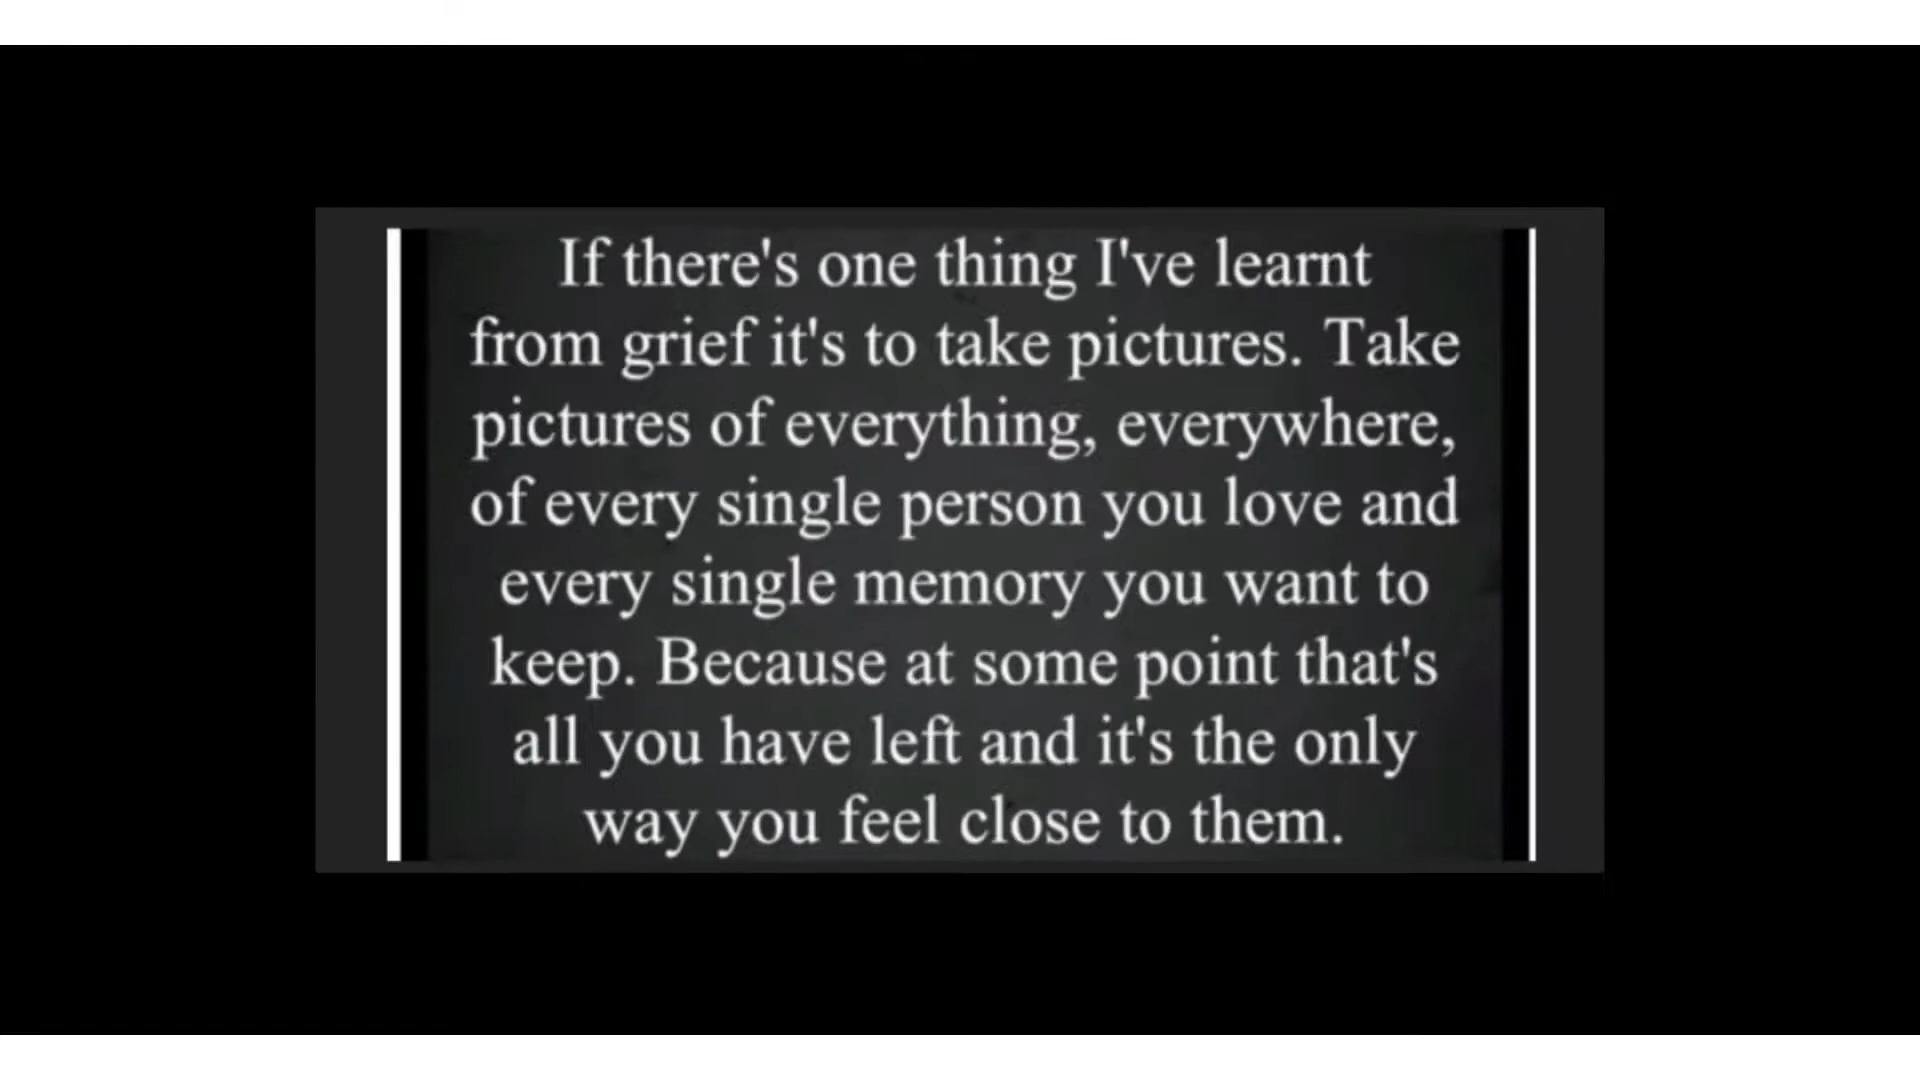 If there's one thing I've learnt
from grief it's to take pictures. Take
pictures of everything, everywhere,
of every single person you love and
every single memory you want to
keep. Because at some point that's
all you have left and it's the only
way you feel close to them.